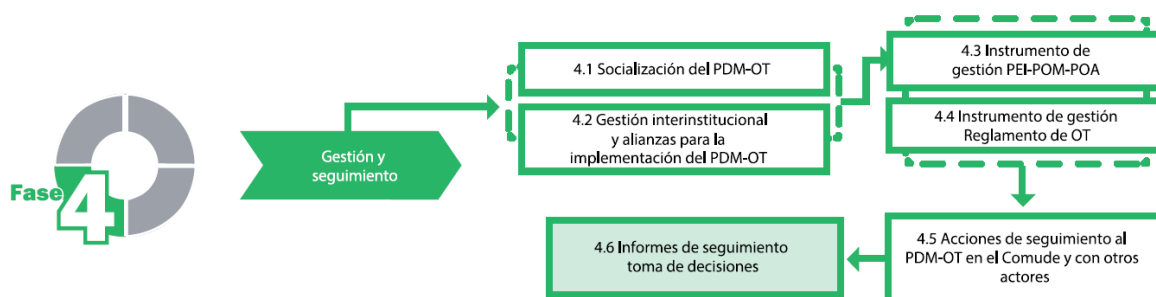 Fase
4
Gestión y
seguimiento
4.1 Socialización del PDM-OT
4.2 Gestión interinstitucional
y alianzas para la
implementación del PDM-OT
4.3 Instrumento de
gestión PEI-POM-POA
4.4 Instrumento de gestión
Reglamento de OT
4.5 Acciones de seguimiento al
PDM-OT en el Comude y con otros
actores
4.6 Informes de seguimiento
toma de decisiones